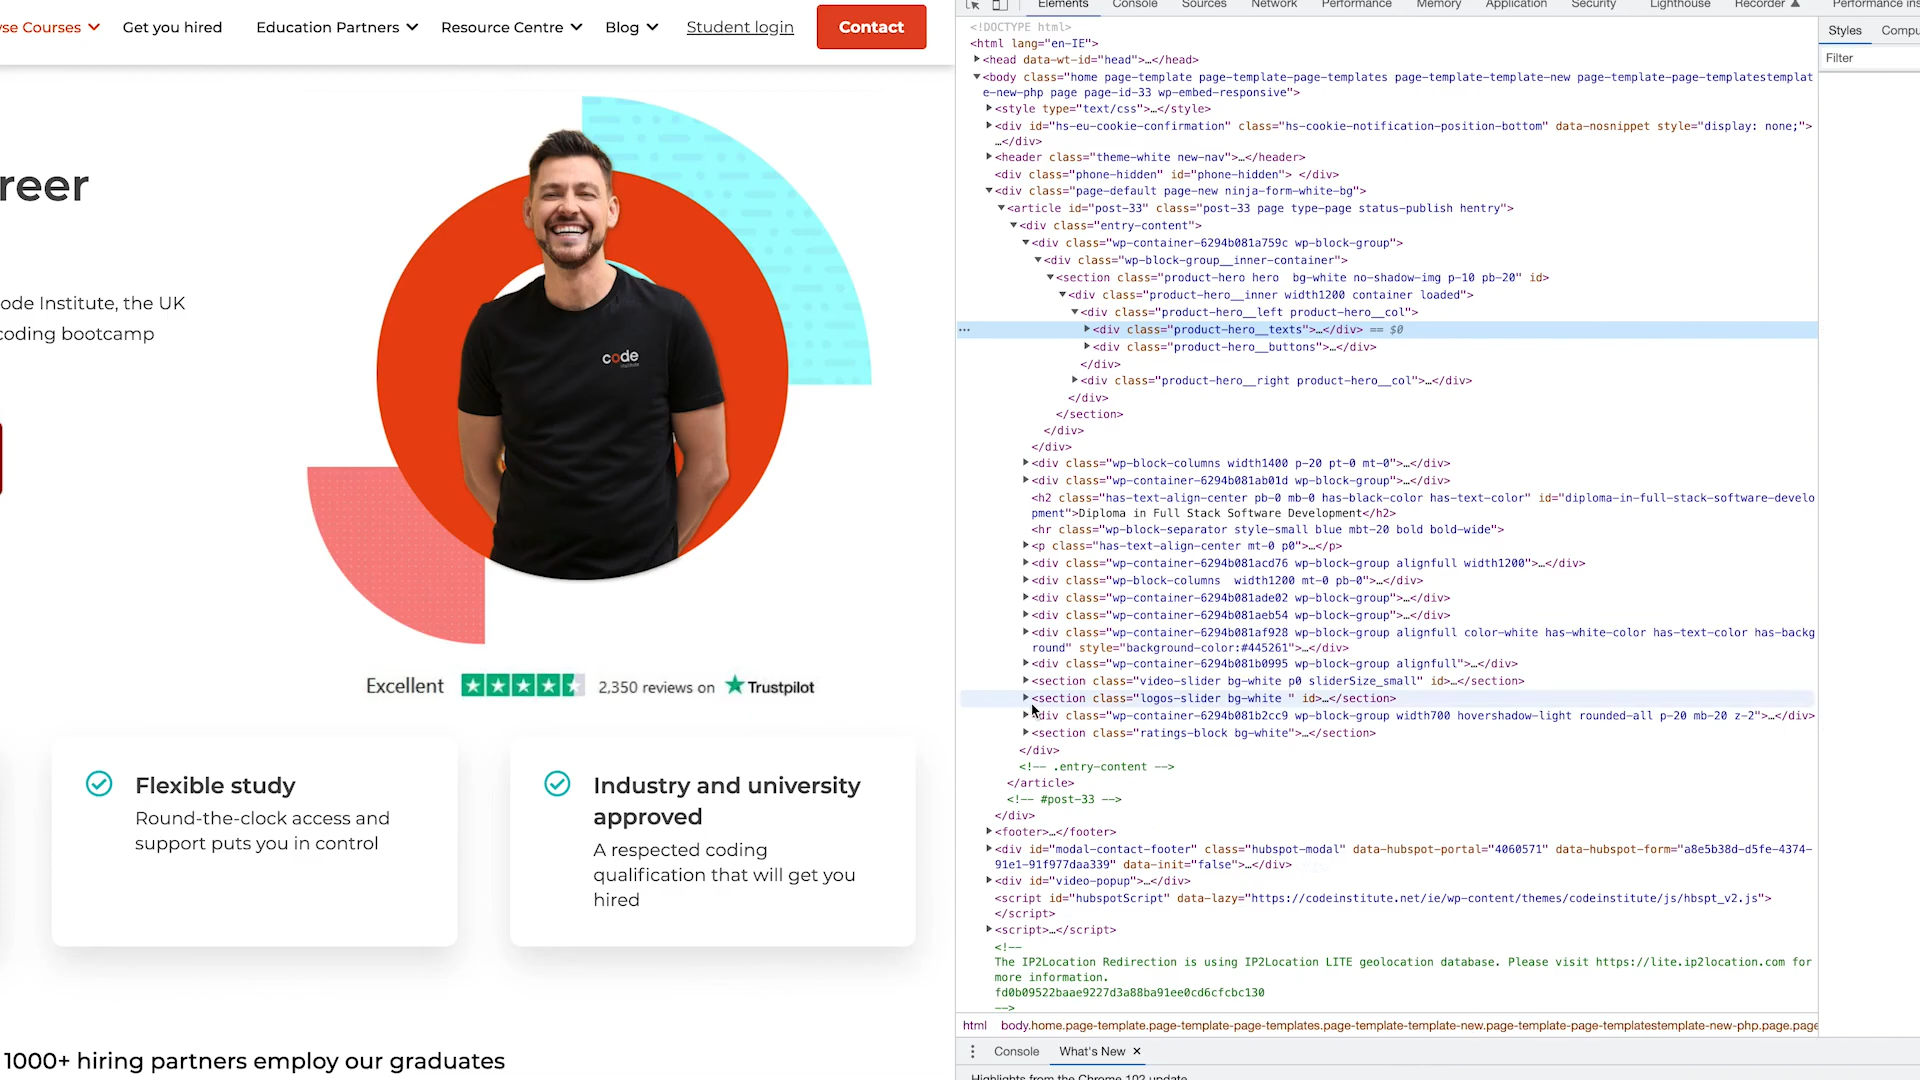 se Courses
Get you hired
Education Partners
Resource Centre
Blog
Student login
Contact
reer
ode Institute, the UK
coding bootcamp
code
institute
Excellent
2,350 reviews on
Trustpilot
Flexible study
Round-the-clock access and
support puts you in control
Industry and university
approved
A respected coding
qualification that will get you
hired
1000+ hiring partners employ our graduates
Elements
Console
Sources
Network
Performance
Memory
Application
Security
Lighthouse
Recorder
Performance ins
Styles
Compu
Filter
<!DOCTYPE html>
<html lang="en-IE">
<head data-wt-id="head">…</head>
<body class="home page-template page-template-page-templates page-template-template-new page-template-page-templatestemplat
e-new-php page page-id-33 wp-embed-responsive">
<style type="text/css">…</style>
<div id="hs-eu-cookie-confirmation" class="hs-cookie-notification-position-bottom" data-nosnippet style="display: none;">
…</div>
<header class="theme-white new-nav">…</header>
<div class="phone-hidden" id="phone-hidden"> </div>
<div class="page-default page-new ninja-form-white-bg">
<article id="post-33" class="post-33 page type-page status-publish hentry">
<div class="entry-content">
<div class="wp-container-6294b081a759c wp-block-group">
<div class="wp-block-group__inner-container">
<section class="product-hero hero  bg-white no-shadow-img p-10 pb-20" id>
<div class="product-hero__inner width1200 container loaded">
<div class="product-hero__left product-hero__col">
… <div class="product-hero__texts">…</div> == $0
<div class="product-hero__buttons">…</div>
</div>
<div class="product-hero__right product-hero__col">…</div>
</div>
</section>
</div>
</div>
<div class="wp-block-columns width1400 p-20 pt-0 mt-0">…</div>
<div class="wp-container-6294b081ab01d wp-block-group">…</div>
<h2 class="has-text-align-center pb-0 mb-0 has-black-color has-text-color" id="diploma-in-full-stack-software-develo
pment">Diploma in Full Stack Software Development</h2>
<hr class="wp-block-separator style-small blue mbt-20 bold bold-wide">
<p class="has-text-align-center mt-0 p0">…</p>
<div class="wp-container-6294b081acd76 wp-block-group alignfull width1200">…</div>
<div class="wp-block-columns  width1200 mt-0 pb-0">…</div>
<div class="wp-container-6294b081ade02 wp-block-group">…</div>
<div class="wp-container-6294b081aeb54 wp-block-group">…</div>
<div class="wp-container-6294b081af928 wp-block-group alignfull color-white has-white-color has-text-color has-backg
round" style="background-color:#445261">…</div>
<div class="wp-container-6294b081b0995 wp-block-group alignfull">…</div>
<section class="video-slider bg-white p0 sliderSize_small" id>…</section>
<section class="logos-slider bg-white " id>…</section>
<div class="wp-container-6294b081b2cc9 wp-block-group width700 hovershadow-light rounded-all p-20 mb-20 z-2">…</div>
<section class="ratings-block bg-white">…</section>
</div>
<!-- .entry-content -->
</article>
<!-- #post-33 -->
</div>
<footer>…</footer>
<div id="modal-contact-footer" class="hubspot-modal" data-hubspot-portal="4060571" data-hubspot-form="a8e5b38d-d5fe-4374-
91e1-91f977daa339" data-init="false">…</div>
<div id="video-popup">…</div>
<script id="hubspotScript" data-lazy="https://codeinstitute.net/ie/wp-content/themes/codeinstitute/js/hbspt_v2.js">
</script>
<script>…</script>
<!--
The IP2Location Redirection is using IP2Location LITE geolocation database. Please visit https://lite.ip2location.com for
more information.
fd0b09522baae9227d3a88ba91ee0cd6cfcbc130
-->
html
body.home.page-template.page-template-page-templates.page-template-template-new.page-template-page-templatestemplate-new-php.page.page
Console
What's New ×
Highlights from the Chrome 102 update